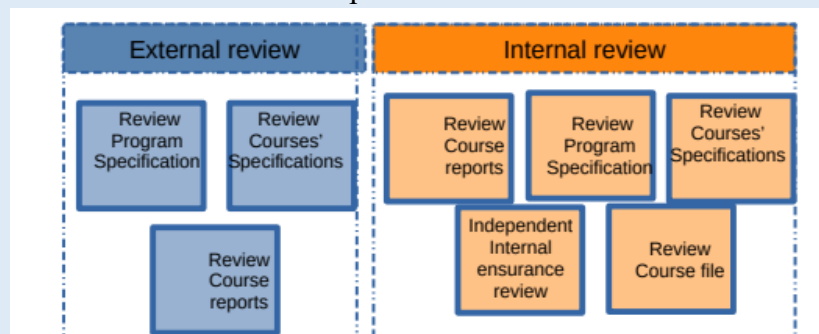 External review
Internal review
Review
Program
Specification
Review
Courses'
Specifications
Review
Course
reports
Review
Course
reports
Review
Program
Specification
Review
Courses'
Specifications
Independent
Internal
ensurance
review
Review
Course file